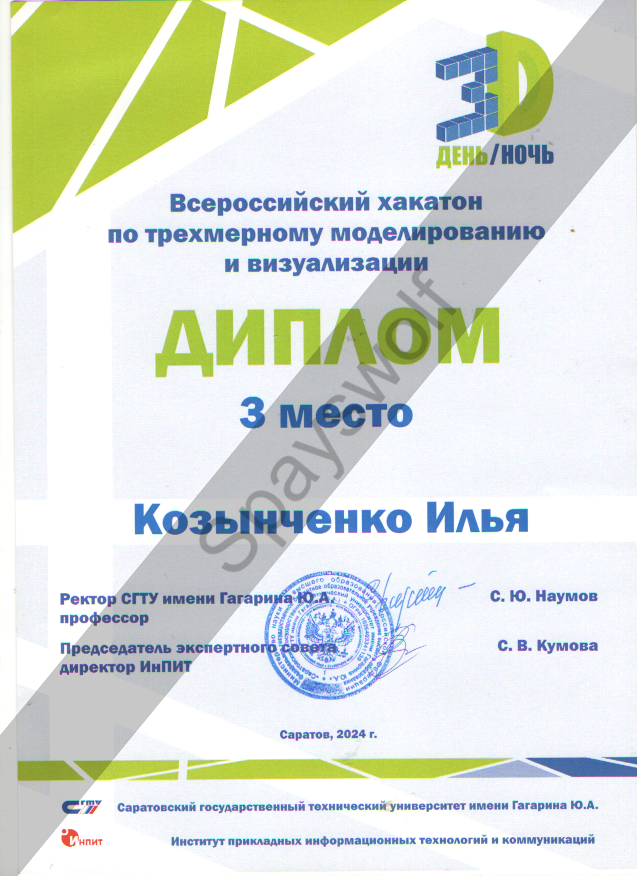 3D
ДЕНЬ/НОЧЬ
Всероссийский хакатон
по трехмерному моделированию
и визуализации
ДИПЛОМ
3 место
Козынченко Илья
Spayswolf
Ректор СГТУ имени Гагарина Ю.А.
профессор
С. Ю. Наумов
Председатель экспертного совета
директор ИнПИТ
С. В. Кумова
Саратов, 2024 г.
СГТУ
Саратовский государственный технический университет имени Гагарина Ю.А.
ИНПИТ
Институт прикладных информационных технологий и коммуникаций